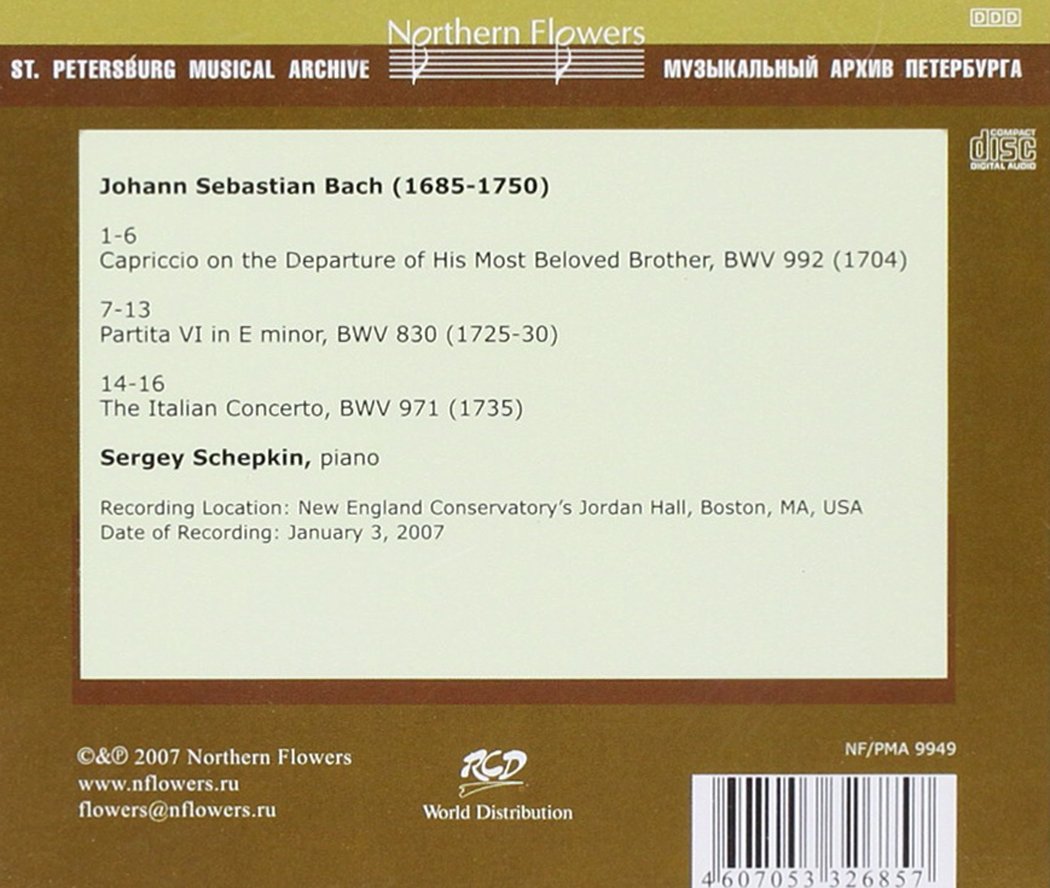 Northern Flowers
DDD
ST. PETERSBURG MUSICAL ARCHIVE
МУЗЫКАЛЬНЫЙ АРХИВ ПЕТЕРБУРГА
COMPACT
disc
DIGITAL AUDIO
Johann Sebastian Bach (1685-1750)
1-6
Capriccio on the Departure of His Most Beloved Brother, BWV 992 (1704)
7-13
Partita VI in E minor, BWV 830 (1725-30)
14-16
The Italian Concerto, BWV 971 (1735)
Sergey Schepkin, piano
Recording Location: New England Conservatory's Jordan Hall, Boston, MA, USA
Date of Recording: January 3, 2007
©&℗ 2007 Northern Flowers
www.nflowers.ru
flowers@nflowers.ru
RCD
World Distribution
NF/PMA 9949
4 607053 326857